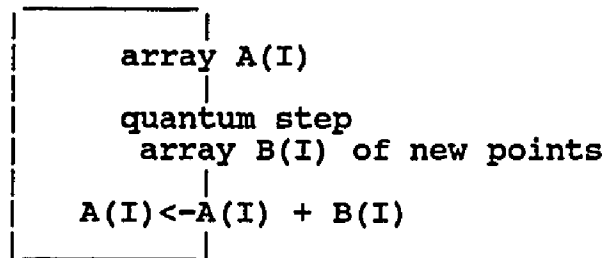 array A(I)
quantum step
array B(I) of new points
A(I)<-A(I) + B(I)